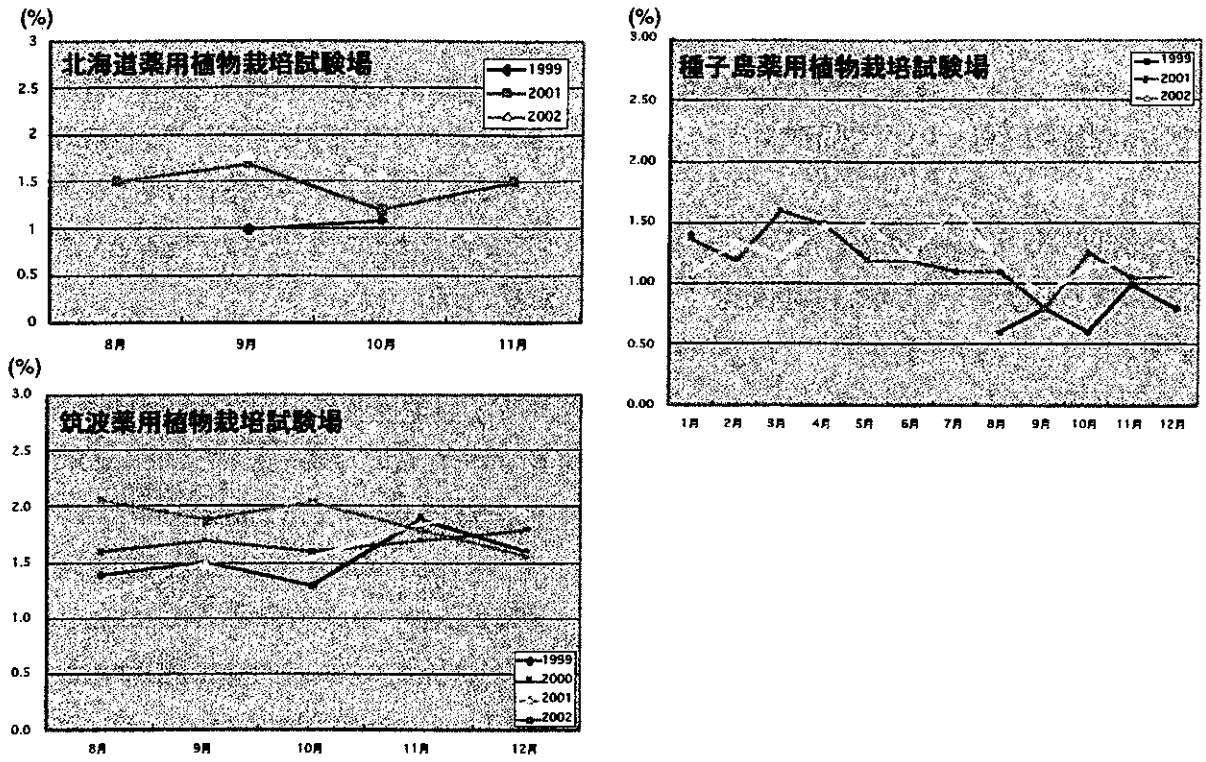 (%)
3
2.5
2
1.5
1
0.5
0
北海道薬用植物栽培試験場
1999
2001
2002
8月
9月
10月
11月
(%)
3.00
2.50
2.00
1.50
1.00
0.50
0.00
種子島薬用植物栽培試験場
1999
2001
2002
1月
2月
3月
4月
5月
6月
7月
8月
9月
10月
11月
12月
(%)
3.0
2.5
2.0
1.5
1.0
0.5
0.0
筑波薬用植物栽培試験場
1999
2000
2001
2002
8月
9月
10月
11月
12月